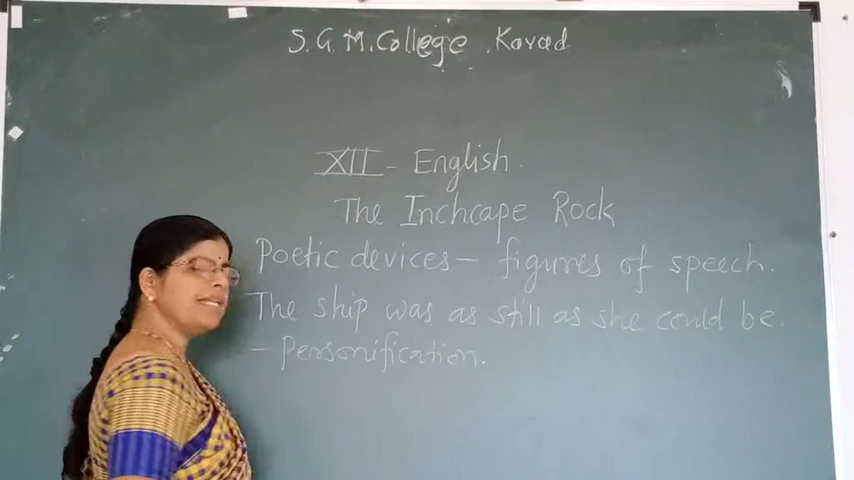 S.G.M. College . Kovad
XII - English .
The Inchcape Rock
Poetic devices - figures of speech.
The ship was as still as she could be.
- Personification.